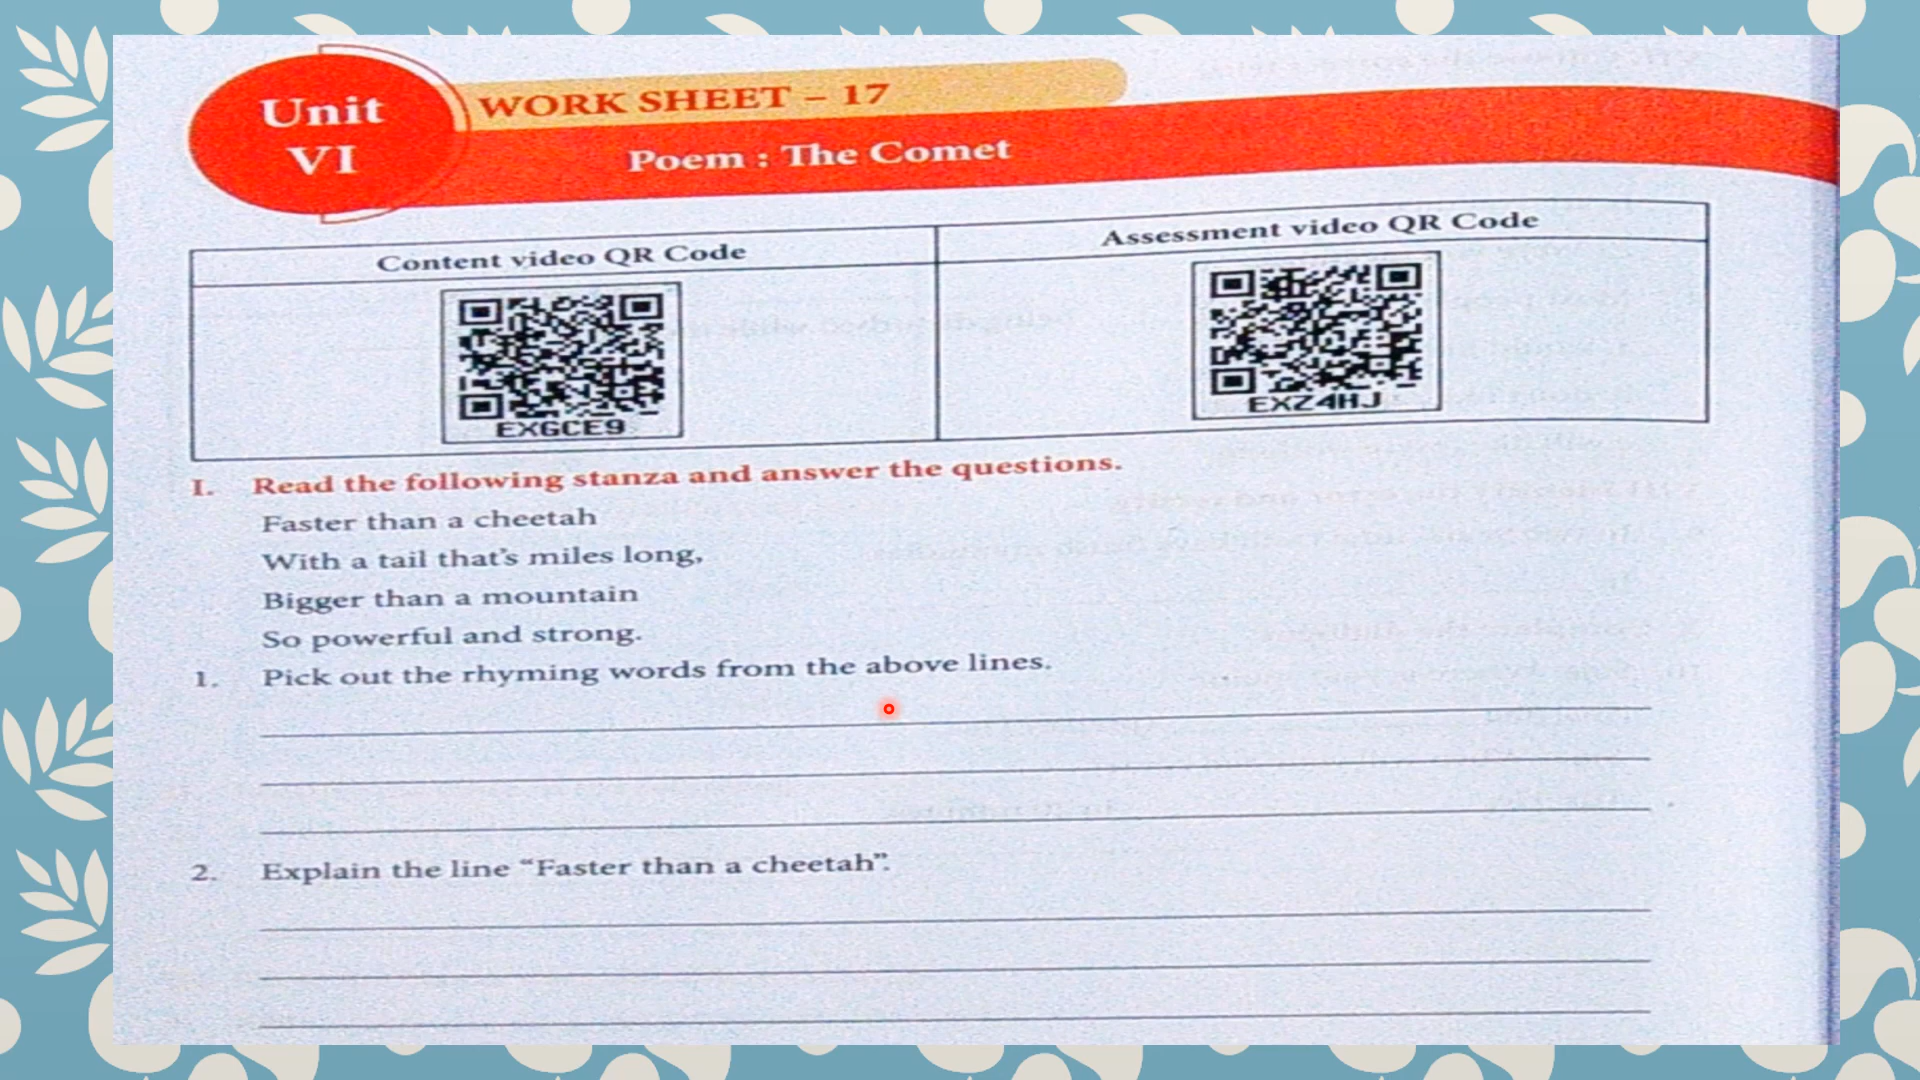 Unit
VI
WORK SHEET – 17
Poem : The Comet
Content video QR Code
Assessment video QR Code
EXGCE9
EXZ4HJ
I. Read the following stanza and answer the questions.
Faster than a cheetah
With a tail that's miles long,
Bigger than a mountain
So powerful and strong.
1. Pick out the rhyming words from the above lines.
2. Explain the line “Faster than a cheetah”.